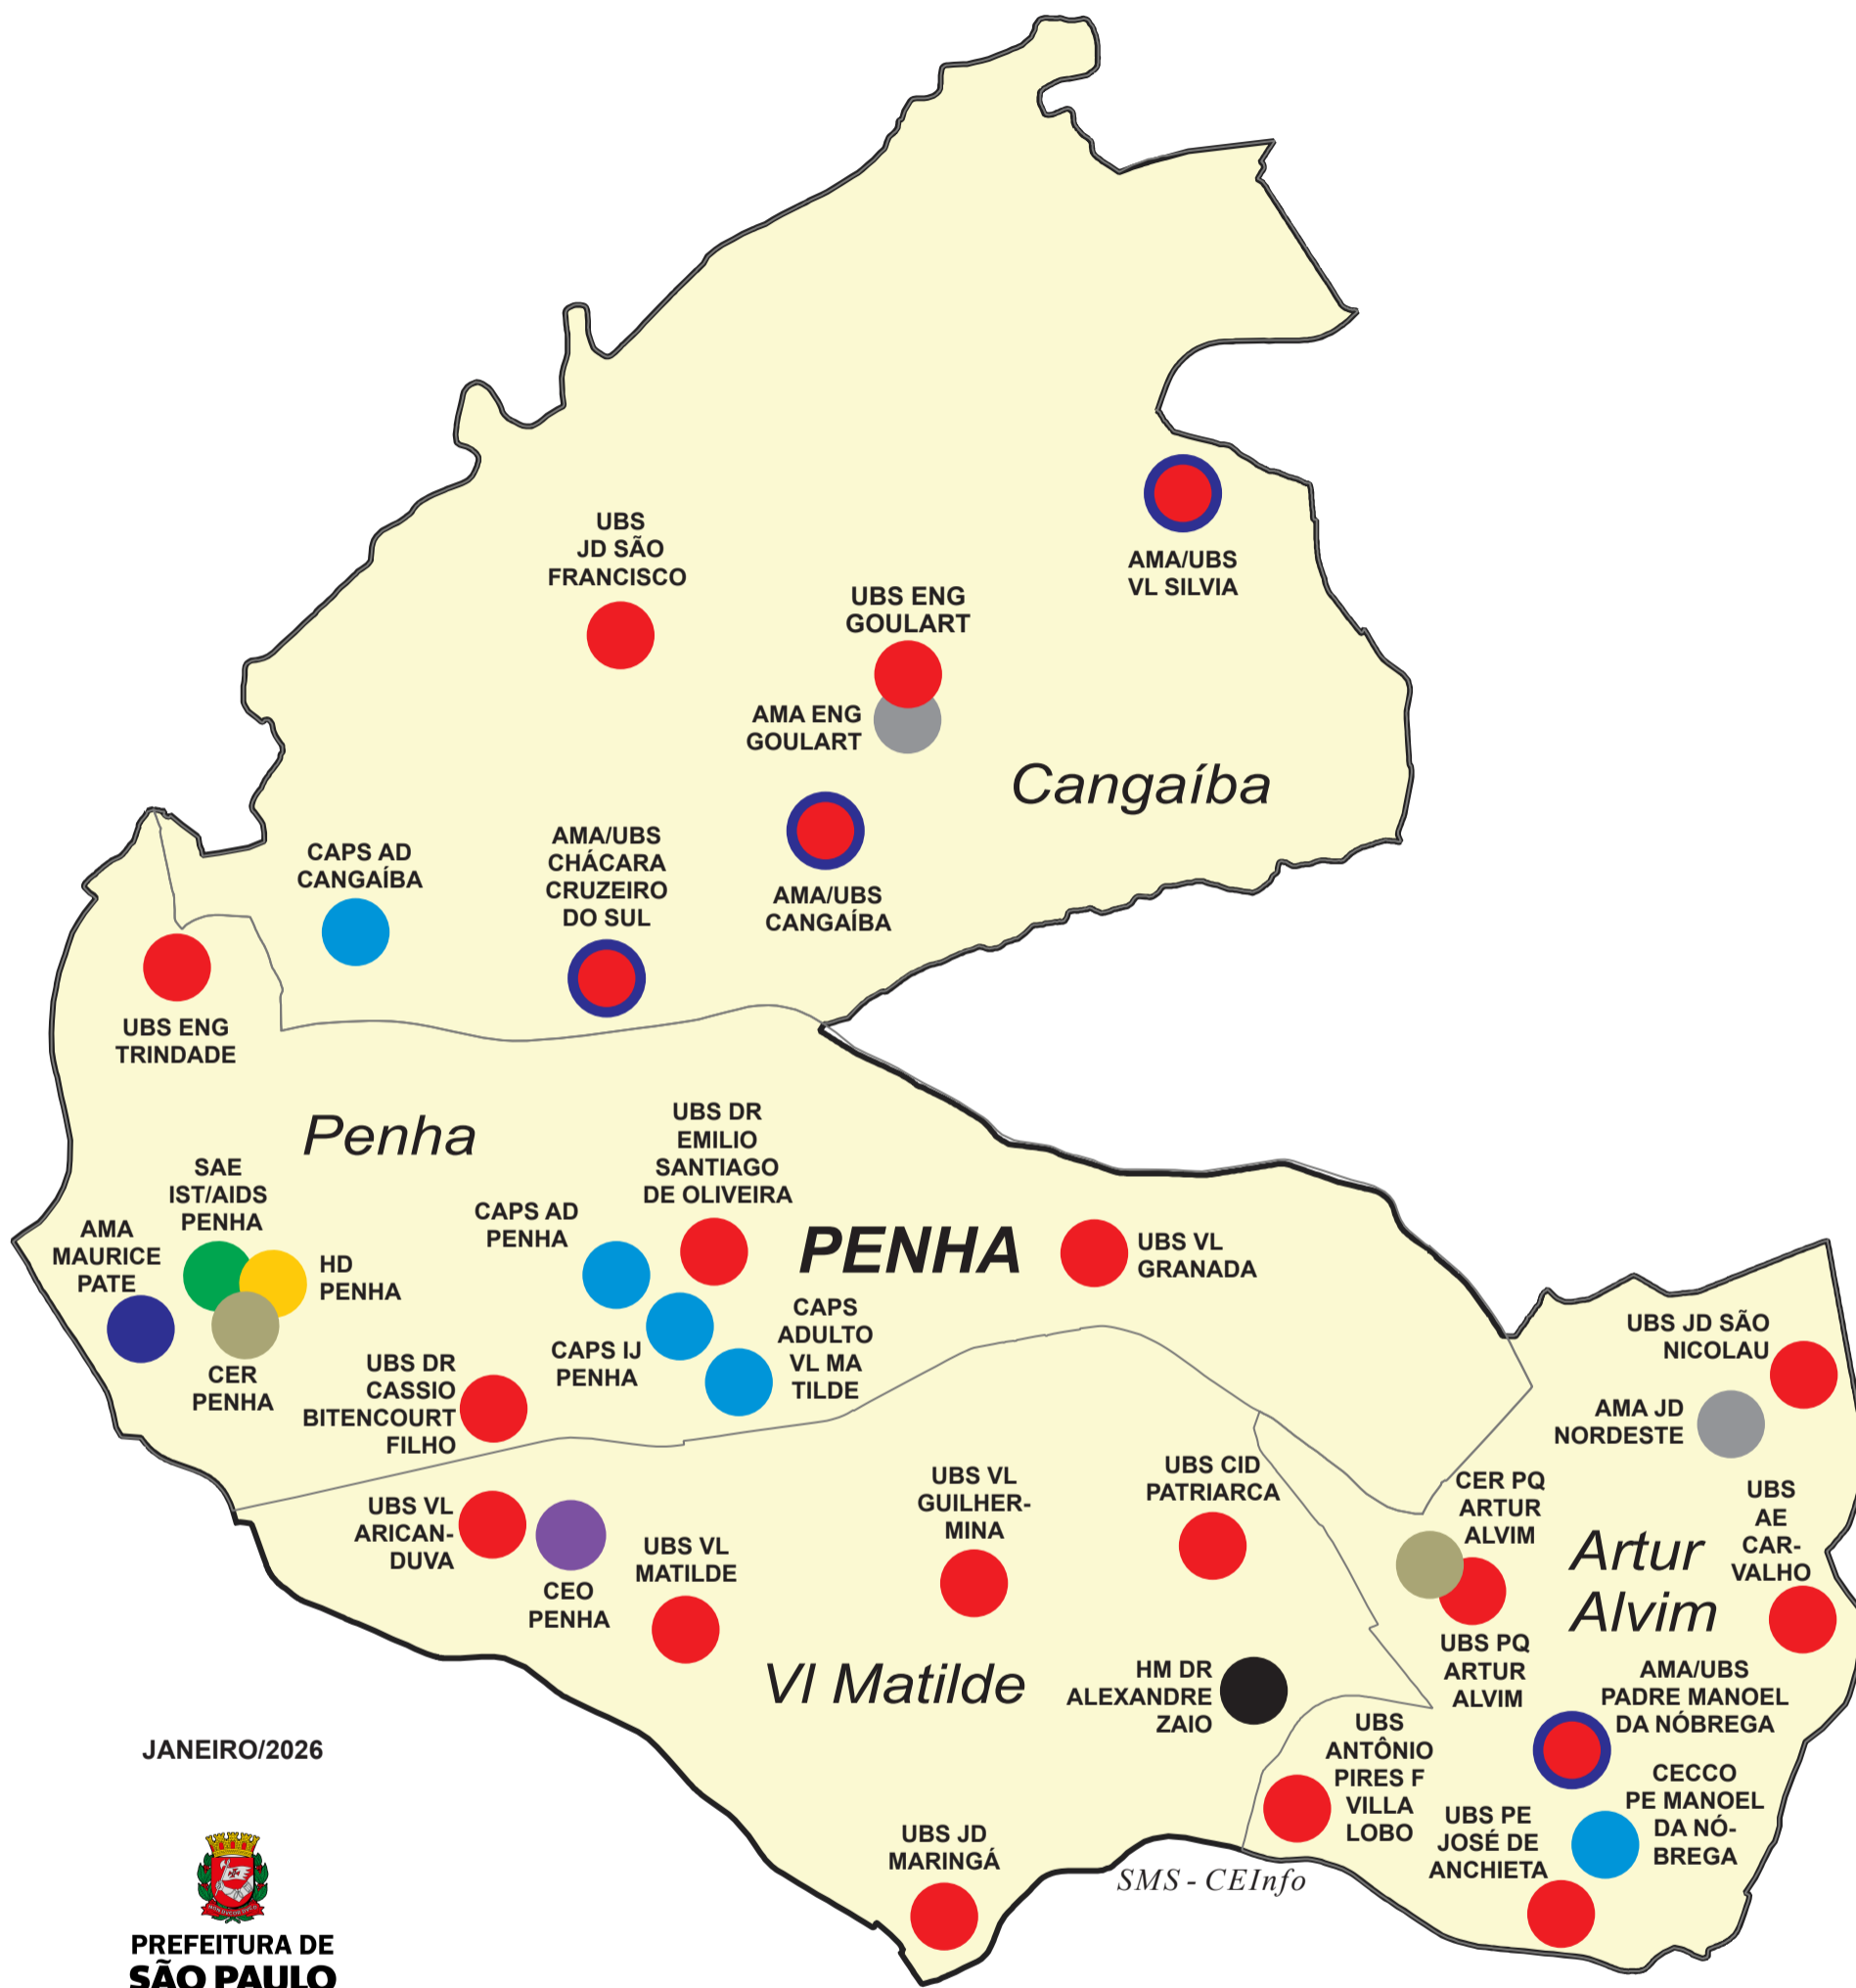 UBS
JD SÃO
FRANCISCO
AMA/UBS
VL SILVIA
UBS ENG
GOULART
AMA ENG
GOULART
Cangaíba
CAPS AD
CANGAÍBA
AMA/UBS
CHÁCARA
CRUZEIRO
DO SUL
AMA/UBS
CANGAÍBA
UBS ENG
TRINDADE
Penha
UBS DR
EMILIO
SANTIAGO
DE OLIVEIRA
SAE
IST/AIDS
PENHA
AMA
MAURICE
PATE
HD
PENHA
CER
PENHA
CAPS AD
PENHA
PENHA
UBS VL
GRANADA
CAPS IJ
PENHA
CAPS
ADULTO
VL MA
TILDE
UBS DR
CASSIO
BITENCOURT
FILHO
UBS JD SÃO
NICOLAU
AMA JD
NORDESTE
UBS VL
ARICAN-
DUVA
CEO
PENHA
UBS VL
MATILDE
UBS VL
GUILHER-
MINA
UBS CID
PATRIARCA
CER PQ
ARTUR
ALVIM
UBS
AE
CAR-
VALHO
Artur
Alvim
UBS PQ
ARTUR
ALVIM
Vl Matilde
HM DR
ALEXANDRE
ZAIO
AMA/UBS
PADRE MANOEL
DA NÓBREGA
UBS
ANTÔNIO
PIRES F
VILLA
LOBO
CECCO
PE MANOEL
DA NÓ-
BREGA
UBS PE
JOSÉ DE
ANCHIETA
UBS JD
MARINGÁ
SMS - CEInfo
JANEIRO/2026
PREFEITURA DE
SÃO PAULO